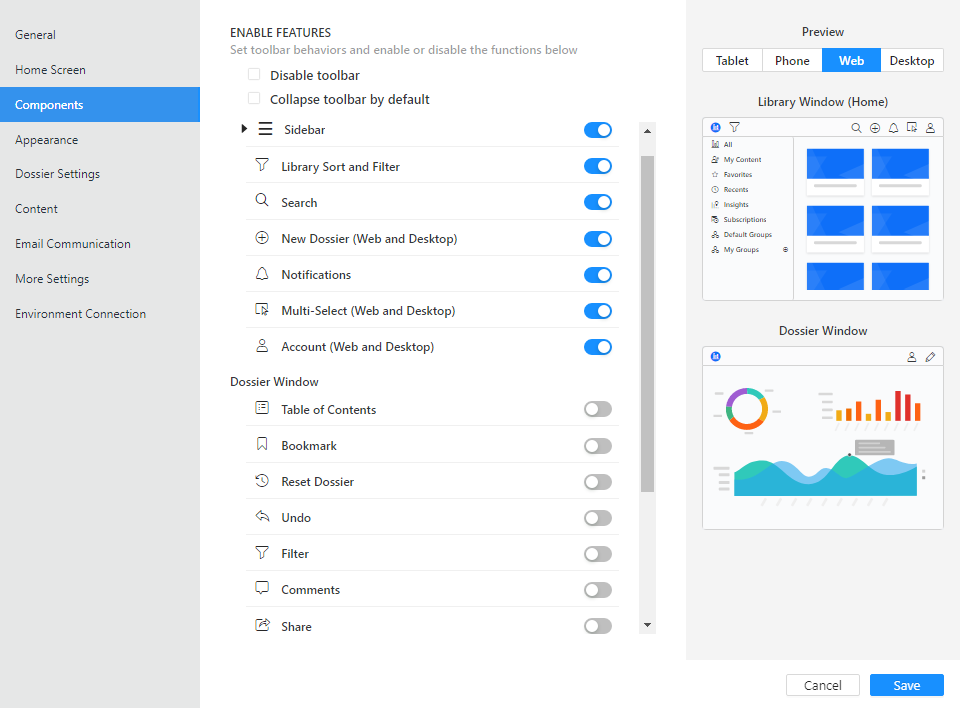 General
Home Screen
Components
Appearance
Dossier Settings
Content
Email Communication
More Settings
Environment Connection
ENABLE FEATURES
Set toolbar behaviors and enable or disable the functions below
Disable toolbar
Collapse toolbar by default
Sidebar
Library Sort and Filter
Search
New Dossier (Web and Desktop)
Notifications
Multi-Select (Web and Desktop)
Account (Web and Desktop)
Dossier Window
Table of Contents
Bookmark
Reset Dossier
Undo
Filter
Comments
Share
Preview
Tablet Phone Web Desktop
Library Window (Home)
All
My Content
Favorites
Recents
Insights
Subscriptions
Default Groups
My Groups
Dossier Window
Cancel Save